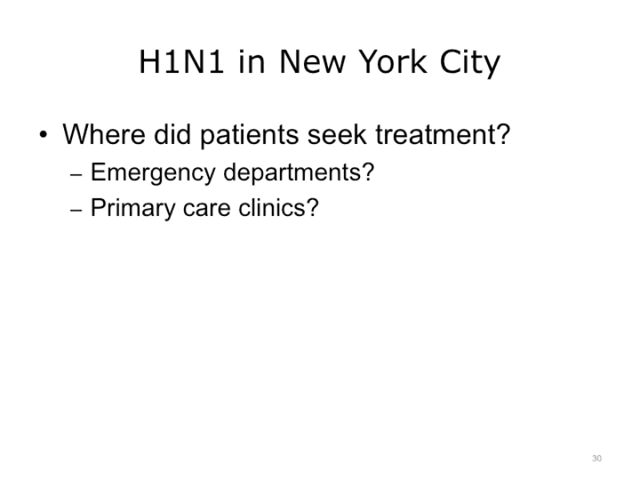 H1N1 in New York City
• Where did patients seek treatment?
– Emergency departments?
– Primary care clinics?
30